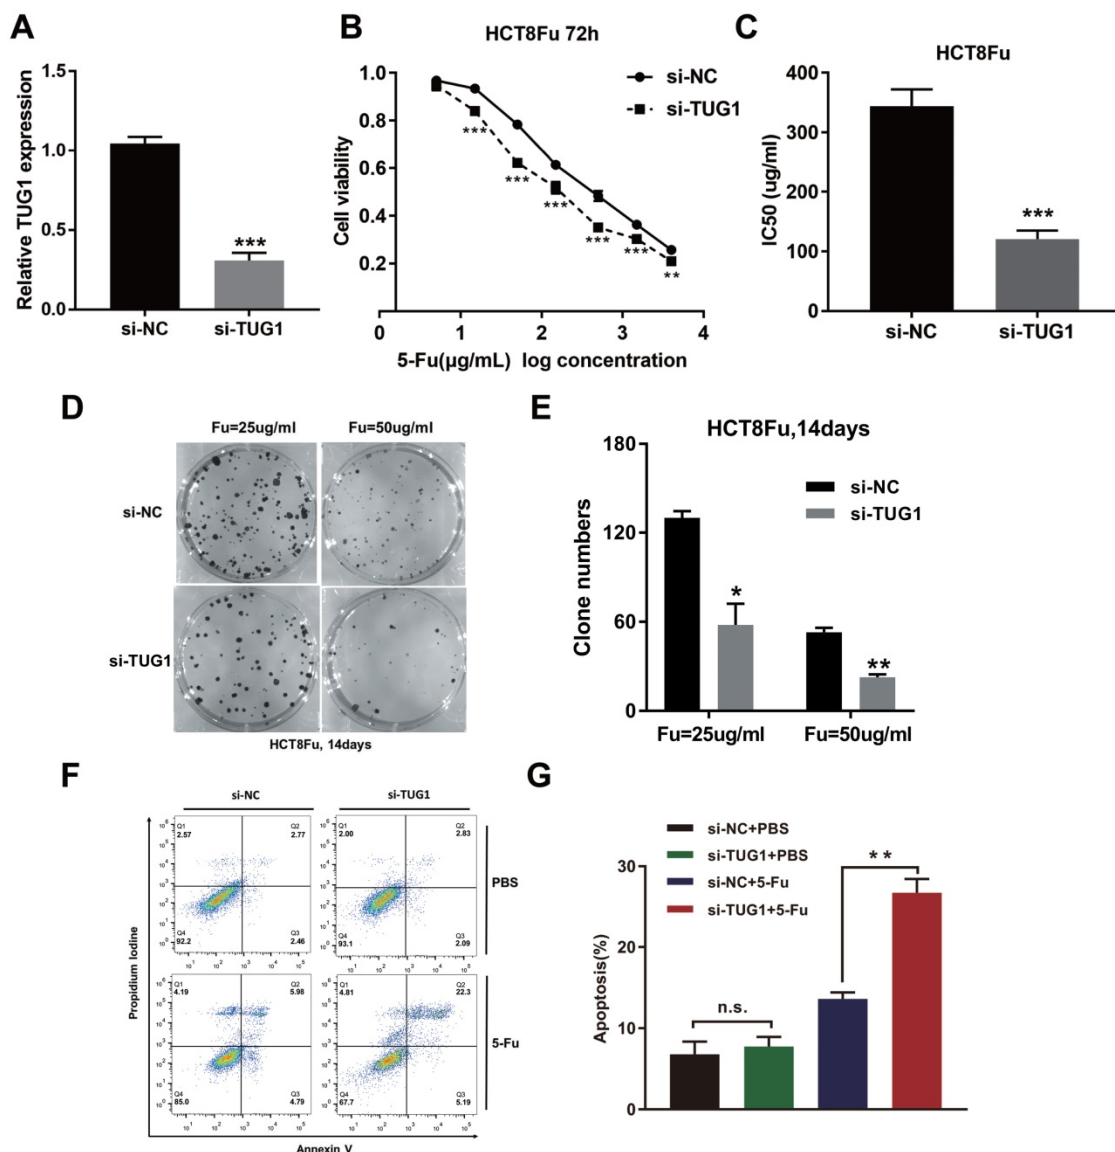 A
Relative TUG1 expression
1.5
1.0
0.5
0.0
***
si-NC
si-TUG1
B
HCT8Fu 72h
si-NC
si-TUG1
Cell viability
1.0
0.8
0.6
0.4
0.2
***
***
***
***
***
**
0
1
2
3
4
5-Fu(μg/mL) log concentration
C
HCT8Fu
IC50 (ug/ml)
400
300
200
100
0
***
si-NC
si-TUG1
D
Fu=25ug/ml
Fu=50ug/ml
si-NC
si-TUG1
HCT8Fu, 14days
E
HCT8Fu,14days
si-NC
si-TUG1
Clone numbers
180
120
60
0
*
**
Fu=25ug/ml
Fu=50ug/ml
F
si-NC
si-TUG1
Propidium Iodine
Q1
2.57
Q2
2.77
Q4
92.2
Q3
2.46
Q1
2.00
Q2
2.83
Q4
93.1
Q3
2.09
PBS
Q1
4.19
Q2
5.98
Q4
85.0
Q3
4.79
Q1
4.81
Q2
22.3
Q4
67.7
Q3
5.19
5-Fu
Annexin V
G
si-NC+PBS
si-TUG1+PBS
si-NC+5-Fu
si-TUG1+5-Fu
Apoptosis(%)
30
20
10
0
n.s.
**